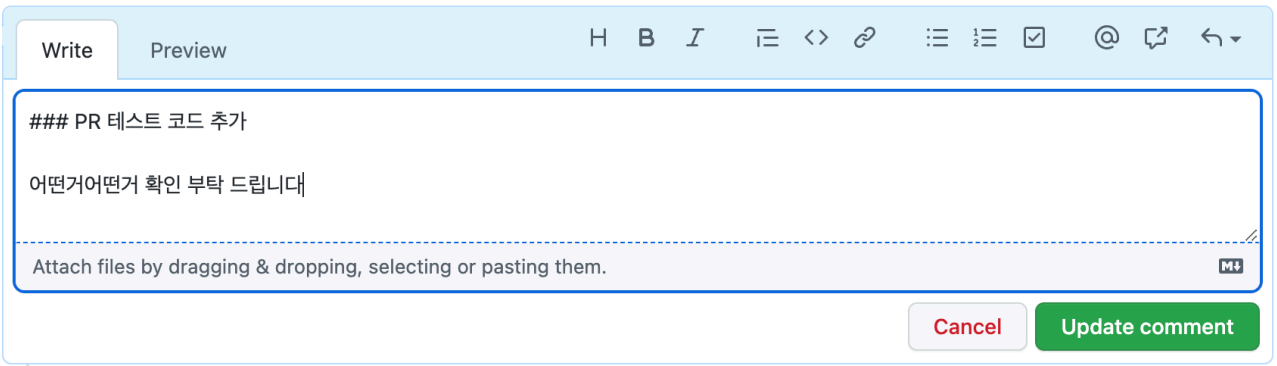 Write Preview
### PR 테스트 코드 추가
어떤거어떤거 확인 부탁 드립니다
Attach files by dragging & dropping, selecting or pasting them.
Cancel Update comment